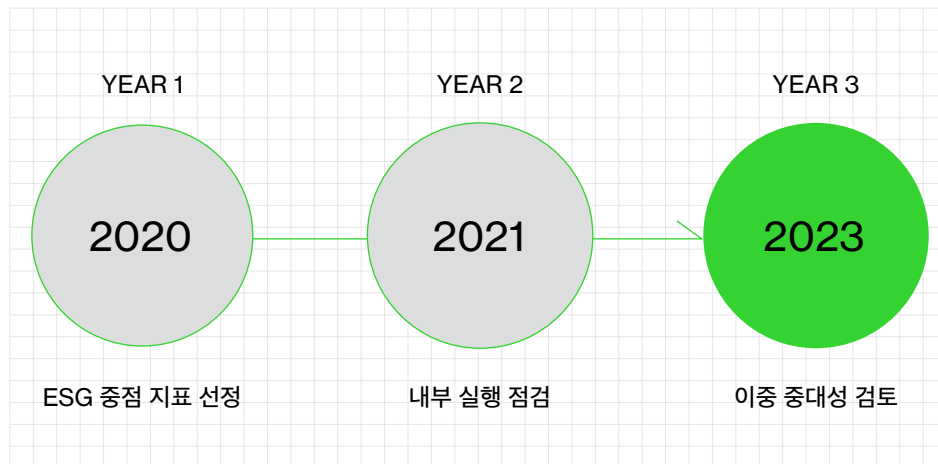 YEAR 1
YEAR 2
YEAR 3
2020
2021
2023
ESG 중점 지표 선정
내부 실행 점검
이중 중대성 검토